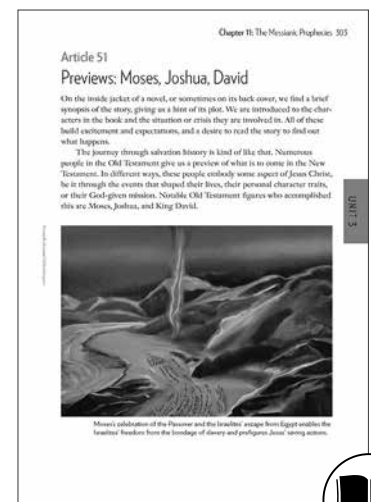 Chapter 11: The Messianic Prophecies 303
Article 51
Previews: Moses, Joshua, David
On the inside jacket of a novel, or sometimes on its back cover, we find a brief
synopsis of the story, giving us a hint of its plot. We are introduced to the char-
acters in the book and the situation or crisis they are involved in. All of these
build excitement and expectations, and a desire to read the story to find out
what happens.
The journey through salvation history is kind of like that. Numerous
people in the Old Testament give us a preview of what is to come in the New
Testament. In different ways, these people embody some aspect of Jesus Christ,
be it through the events that shaped their lives, their personal character traits,
or their God-given mission. Notable Old Testament figures who accomplished
this are Moses, Joshua, and King David.
UNIT 5
Moses's celebration of the Passover and the Israelites' escape from Egypt enables the
Israelites' freedom from the bondage of slavery and prefigures Jesus' saving actions.